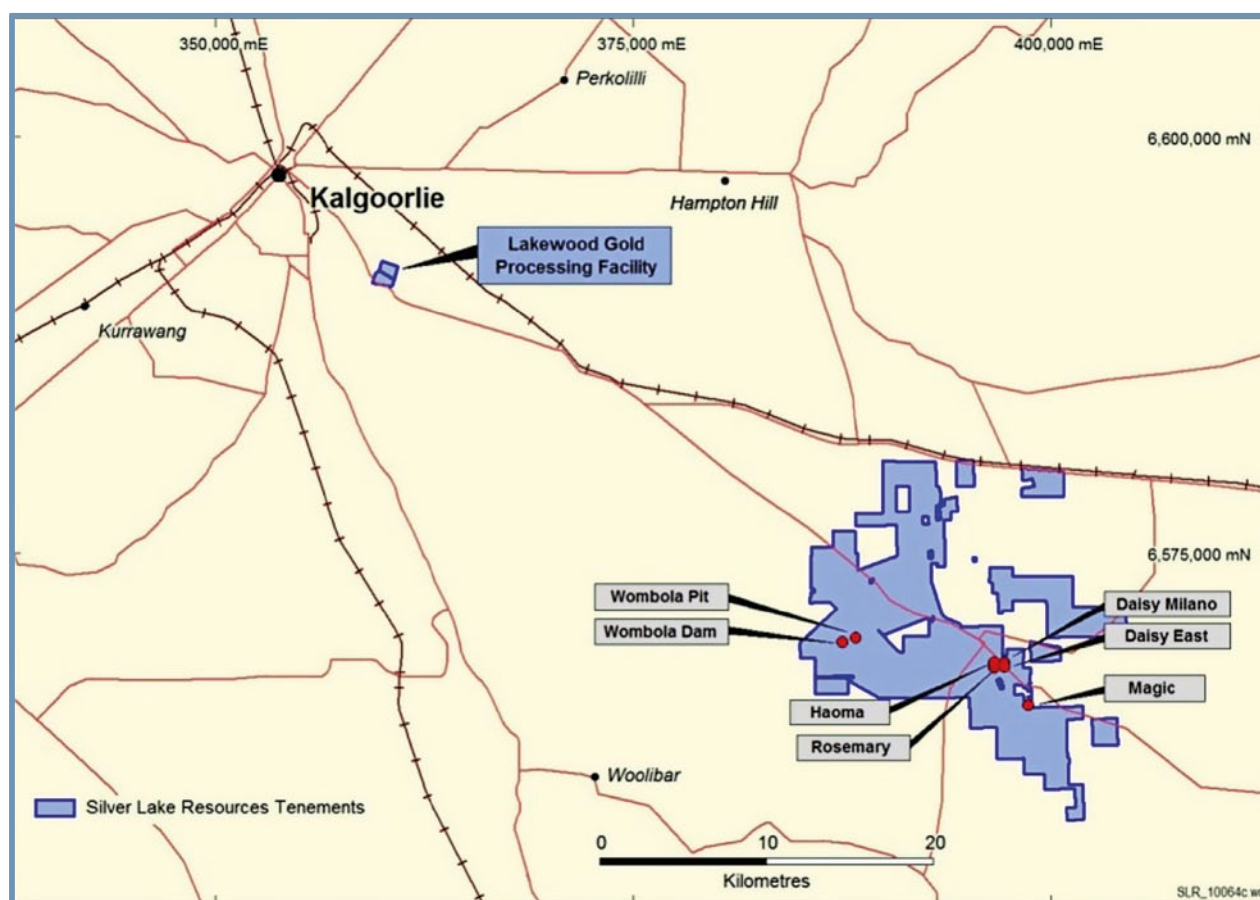 350,000 mE
375,000 mE
400,000 mE
Perkolilli
6,600,000 mN
Kalgoorlie
Hampton Hill
Lakewood Gold
Processing Facility
Kurrawang
6,575,000 mN
Wombola Pit
Daisy Milano
Wombola Dam
Daisy East
Magic
Haoma
Rosemary
Woolibar
Silver Lake Resources Tenements
0 10 20
Kilometres